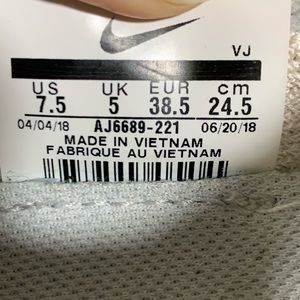 VJ
US UK EUR cm
7.5 5 38.5 24.5
04/04/18 AJ6689-221 06/20/18
MADE IN VIETNAM
FABRIQUE AU VIETNAM